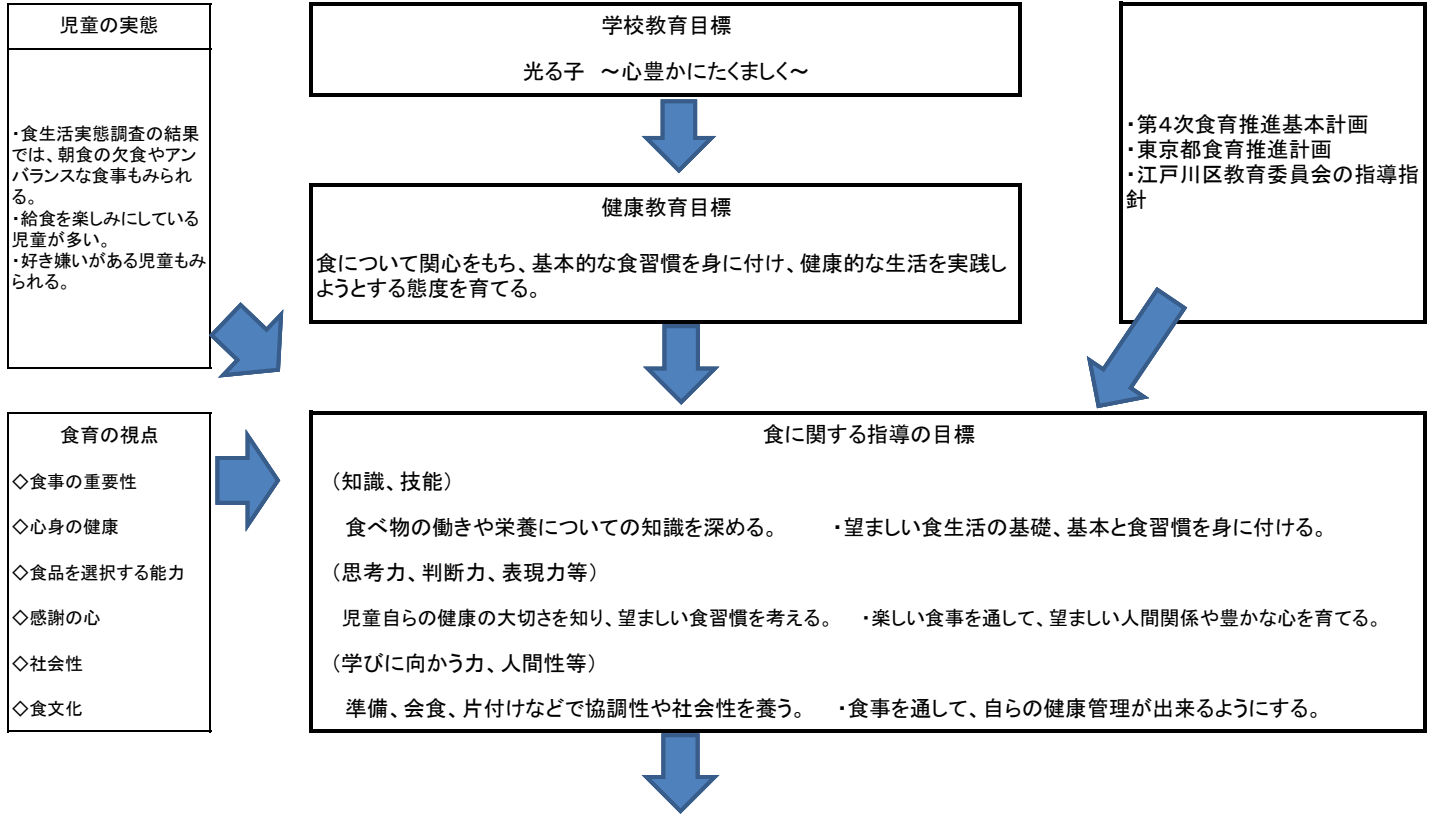 児童の実態
・食生活実態調査の結果
では、朝食の欠食やアン
バランスな食事もみられ
る。
・給食を楽しみにしている
児童が多い。
・好き嫌いがある児童もみ
られる。
学校教育目標
光る子　～心豊かにたくましく～
・第4次食育推進基本計画
・東京都食育推進計画
・江戸川区教育委員会の指導指
針
健康教育目標
食について関心をもち、基本的な食習慣を身に付け、健康的な生活を実践し
ようとする態度を育てる。
食育の視点
◇食事の重要性
◇心身の健康
◇食品を選択する能力
◇感謝の心
◇社会性
◇食文化
食に関する指導の目標
（知識、技能）
食べ物の働きや栄養についての知識を深める。　　・望ましい食生活の基礎、基本と食習慣を身に付ける。
（思考力、判断力、表現力等）
児童自らの健康の大切さを知り、望ましい食習慣を考える。　・楽しい食事を通して、望ましい人間関係や豊かな心を育てる。
（学びに向かう力、人間性等）
準備、会食、片付けなどで協調性や社会性を養う。　・食事を通して、自らの健康管理が出来るようにする。